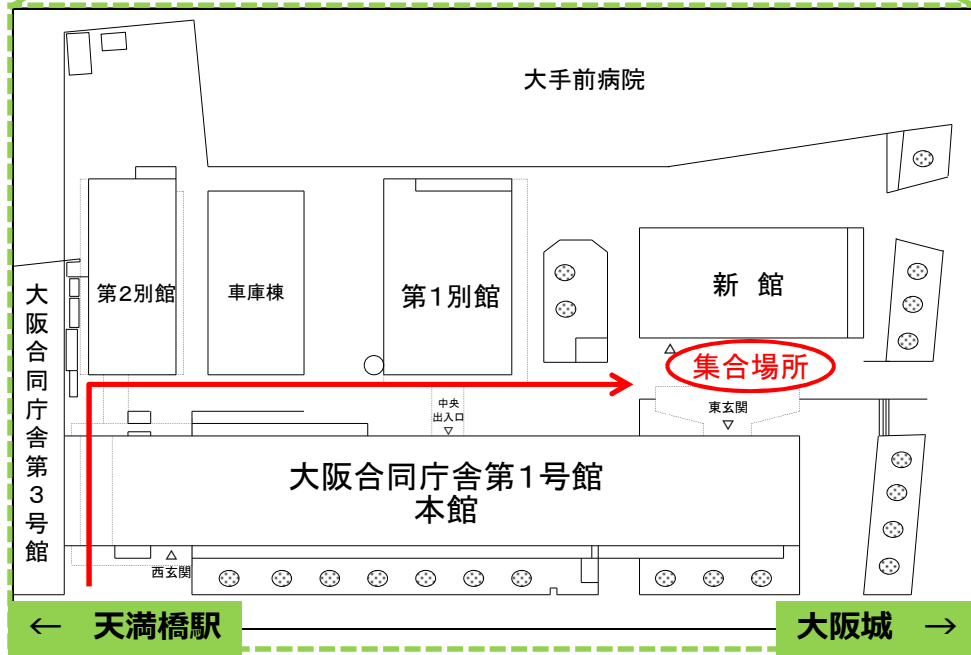 大手前病院
第2別館
車庫棟
第1別館
新 館
大阪合同庁舎第3号館
集合場所
中央
出入口
▽
東玄関
▽
大阪合同庁舎第1号館
本館
△
西玄関
← 天満橋駅
大阪城 →